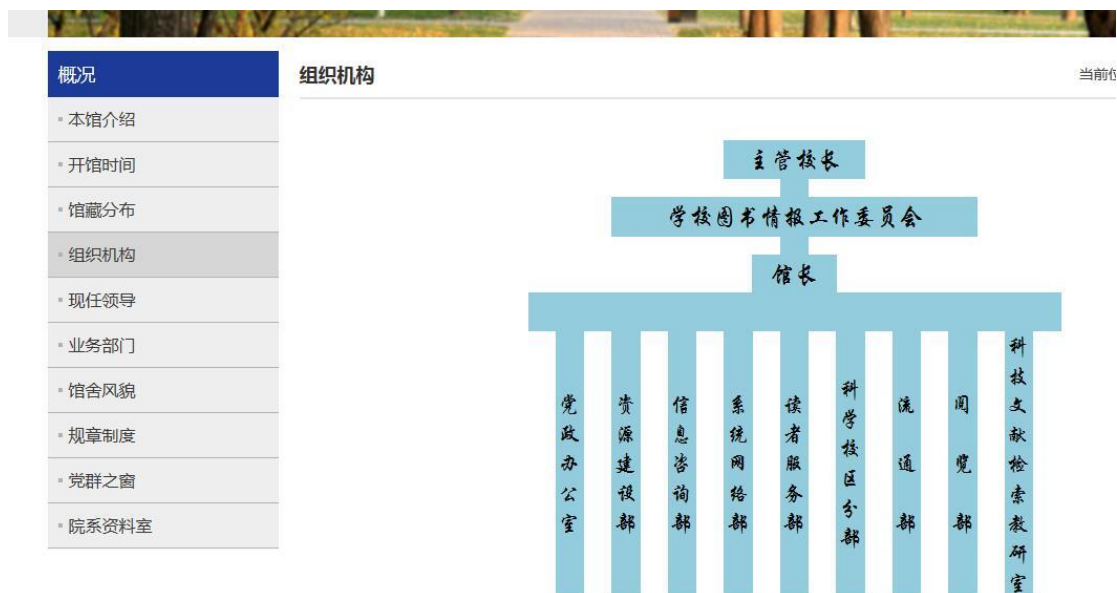 概况
本馆介绍
开馆时间
馆藏分布
组织机构
现任领导
业务部门
馆舍风貌
规章制度
党群之窗
院系资料室
组织机构
当前位
主管校长
学校图书情报工作委员会
馆长
党政办公室
资源建设部
信息咨询部
系统网络部
读者服务部
科学校区分部
流通部
阅览部
科技文献检索教研室